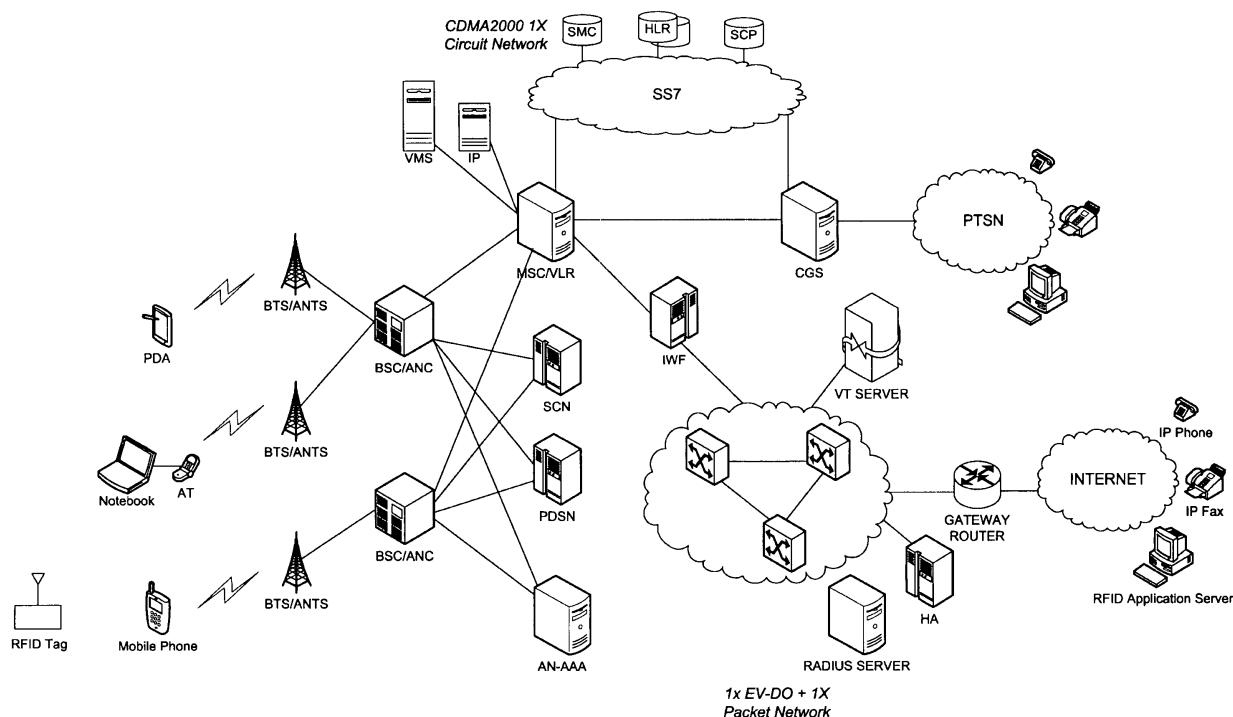 CDMA2000 1X
Circuit Network
SMC
HLR
SCP
SS7
VMS
IP
MSC/VLR
CGS
PTSN
BTS/ANTS
PDA
BSC/ANC
IWF
VT SERVER
SCN
BTS/ANTS
Notebook
AT
PDSN
BSC/ANC
IP Phone
INTERNET
IP Fax
GATEWAY
ROUTER
RFID Application Server
BTS/ANTS
RFID Tag
Mobile Phone
AN-AAA
HA
RADIUS SERVER
1x EV-DO + 1X
Packet Network